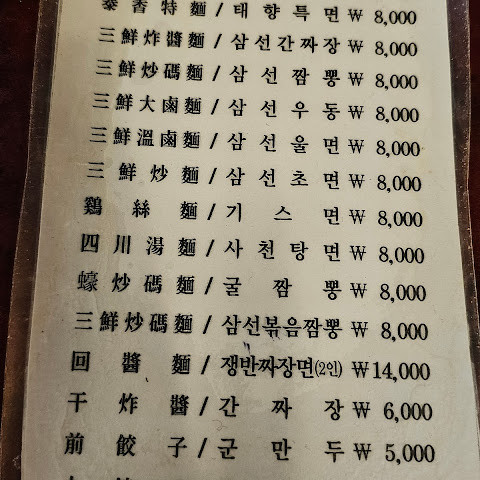 泰香特麵 / 태향특면 ₩ 8,000
三鮮炸醬麵 / 삼선간짜장 ₩ 8,000
三鮮炒碼麵 / 삼선짬뽕 ₩ 8,000
三鮮大鹵麵 / 삼선우동 ₩ 8,000
三鮮溫鹵麵 / 삼선울면 ₩ 8,000
三鮮炒麵 / 삼선초면 ₩ 8,000
鷄絲麵 / 기스면 ₩ 8,000
四川湯麵 / 사천탕면 ₩ 8,000
蠔炒碼麵 / 굴짬뽕 ₩ 8,000
三鮮炒碼麵 / 삼선볶음짬뽕 ₩ 8,000
回醬麵 / 쟁반짜장면(2인) ₩14,000
干炸醬 / 간짜장 ₩ 6,000
前餃子 / 군만두 ₩ 5,000